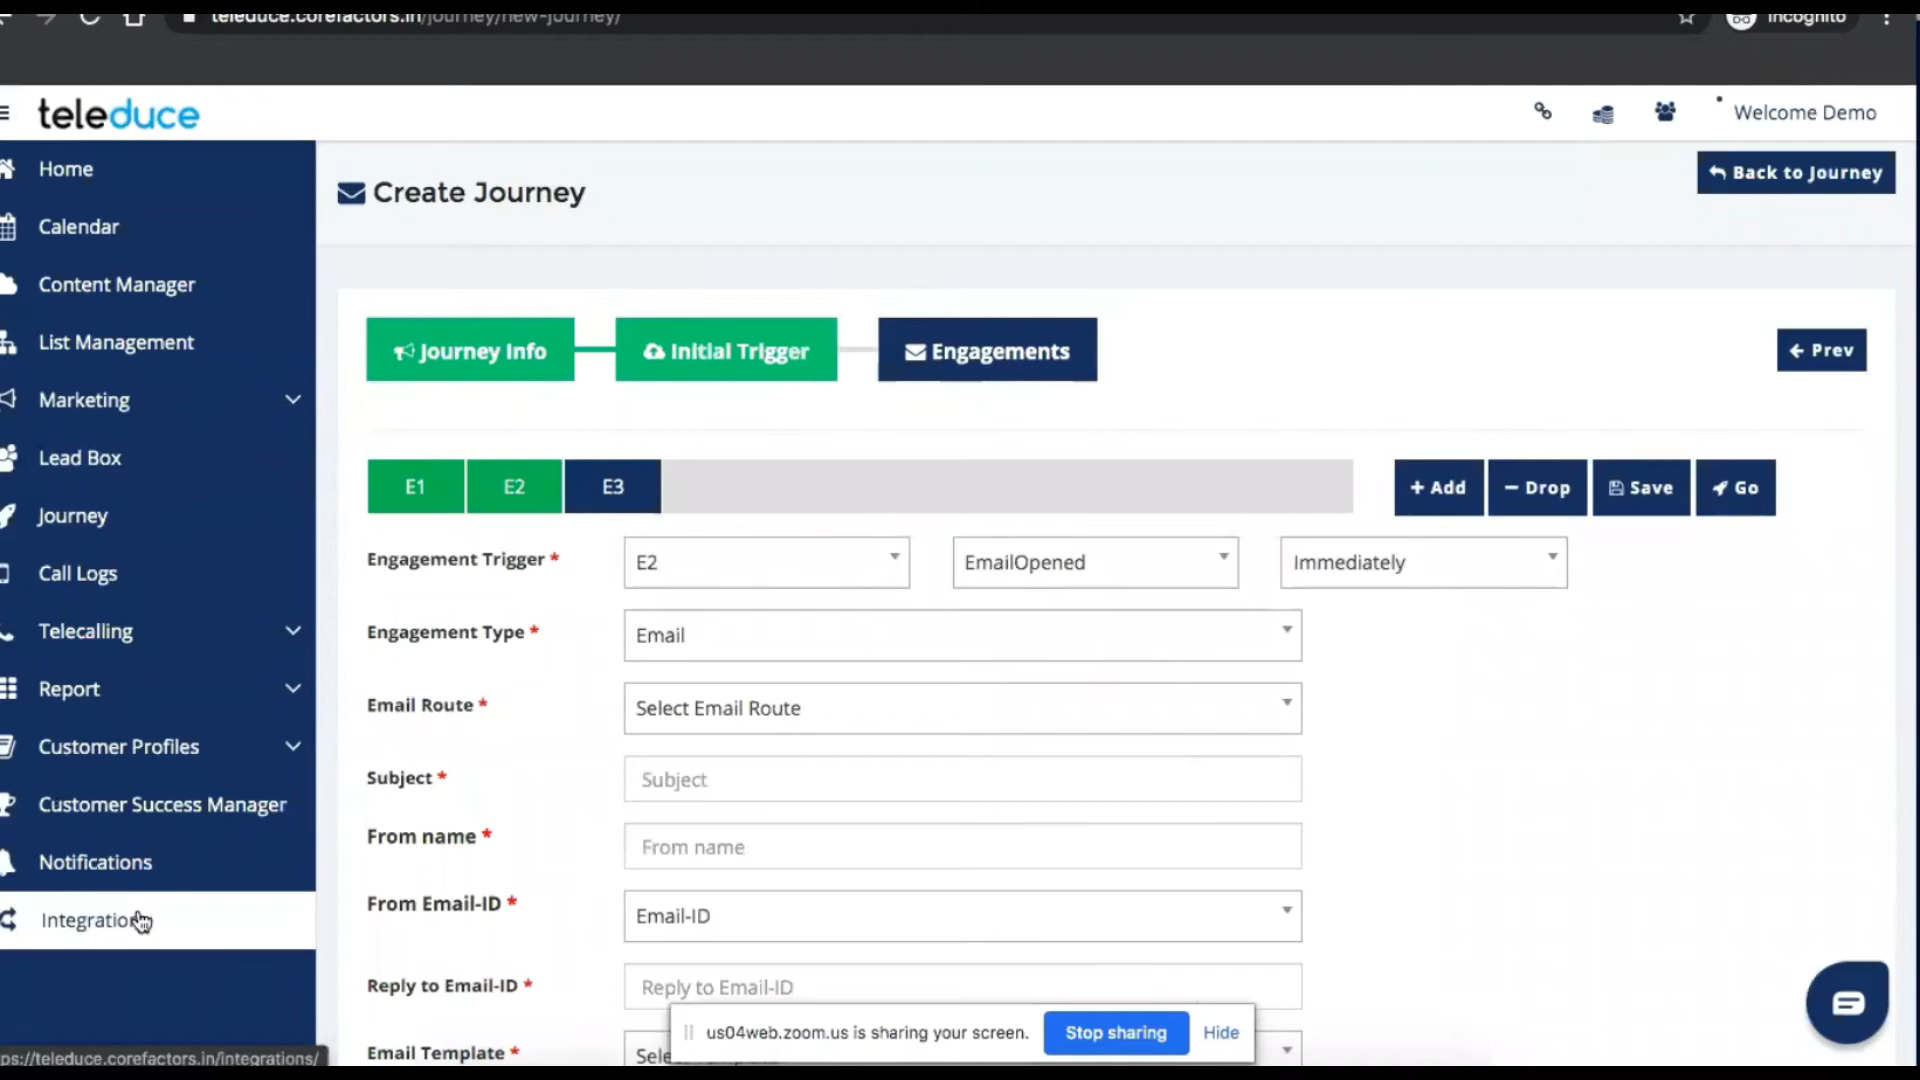 teleduce.corefactors.in/journey/new-journey/
Incognito
teleduce
Welcome Demo
Home
Calendar
Content Manager
List Management
Marketing
Lead Box
Journey
Call Logs
Telecalling
Report
Customer Profiles
Customer Success Manager
Notifications
Integration
Create Journey
Back to Journey
Journey Info
Initial Trigger
Engagements
Prev
E1
E2
E3
+ Add
− Drop
Save
Go
Engagement Trigger *
E2
EmailOpened
Immediately
Engagement Type *
Email
Email Route *
Select Email Route
Subject *
Subject
From name *
From name
From Email-ID *
Email-ID
Reply to Email-ID *
Reply to Email-ID
Email Template *
us04web.zoom.us is sharing your screen.
Stop sharing
Hide
ps://teleduce.corefactors.in/integrations/